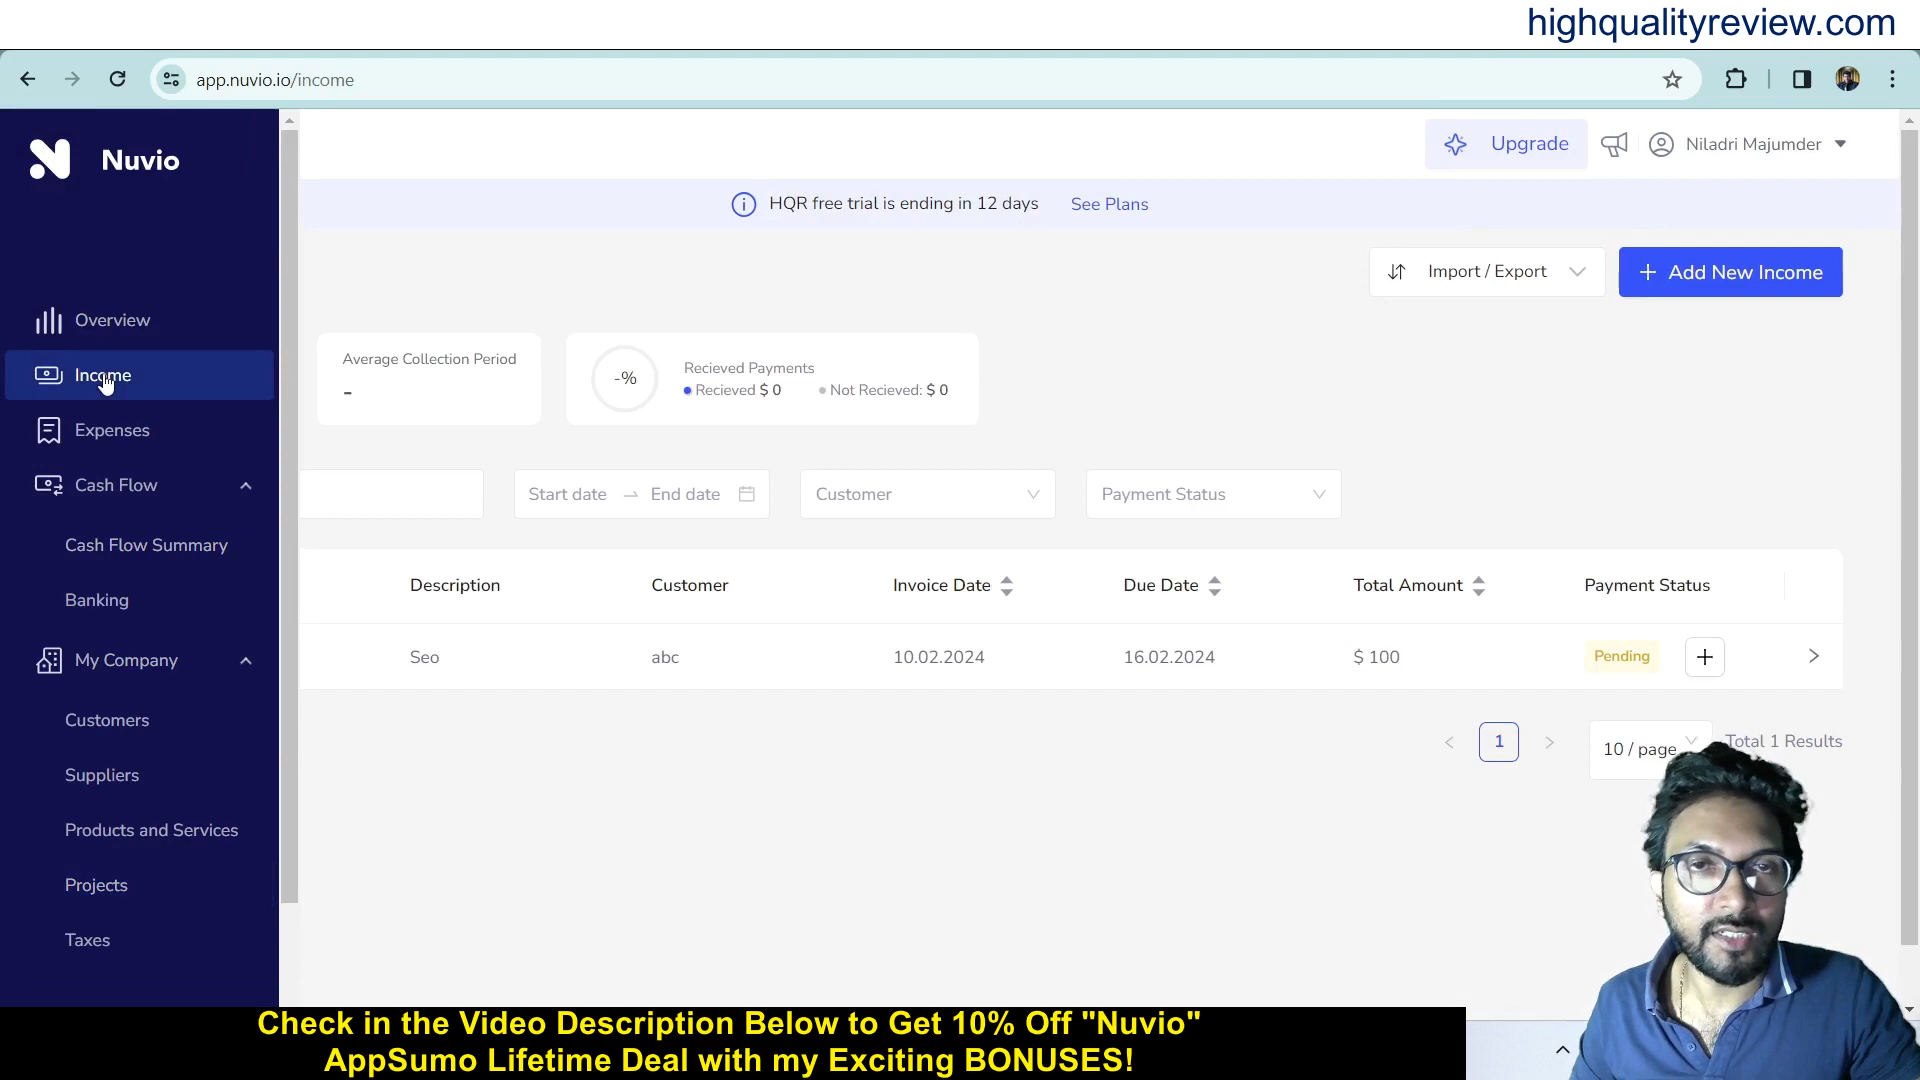 highqualityreview.com
app.nuvio.io/income
Nuvio
Upgrade
Niladri Majumder
HQR free trial is ending in 12 days See Plans
Import / Export
+ Add New Income
Overview
Income
Expenses
Cash Flow
Cash Flow Summary
Banking
My Company
Customers
Suppliers
Products and Services
Projects
Taxes
Average Collection Period
-
-%
Recieved Payments
Recieved $ 0 Not Recieved: $ 0
Start date End date
Customer
Payment Status
Description Customer Invoice Date Due Date Total Amount Payment Status
Seo abc 10.02.2024 16.02.2024 $ 100 Pending +
1
10 / page
Total 1 Results
Check in the Video Description Below to Get 10% Off "Nuvio"
AppSumo Lifetime Deal with my Exciting BONUSES!